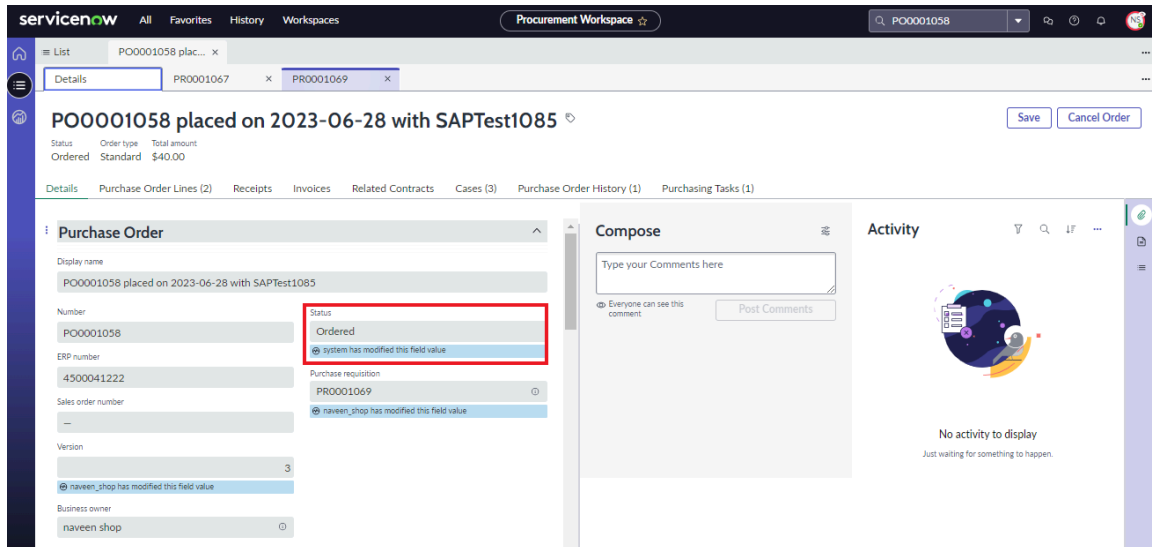 servicenow All Favorites History Workspaces Procurement Workspace PO0001058 NS
List PO0001058 plac... ×
Details PR0001067 × PR0001069 ×
PO0001058 placed on 2023-06-28 with SAPTest1085 Save Cancel Order
Status Order type Total amount
Ordered Standard $40.00
Details Purchase Order Lines (2) Receipts Invoices Related Contracts Cases (3) Purchase Order History (1) Purchasing Tasks (1)
Purchase Order
Display name
PO0001058 placed on 2023-06-28 with SAPTest1085
Number
PO0001058
ERP number
4500041222
Sales order number
—
Version
3
naveen_shop has modified this field value
Business owner
naveen shop
Status
Ordered
system has modified this field value
Purchase requisition
PR0001069
naveen_shop has modified this field value
Compose
Type your Comments here
Everyone can see this
comment
Post Comments
Activity
No activity to display
Just waiting for something to happen.